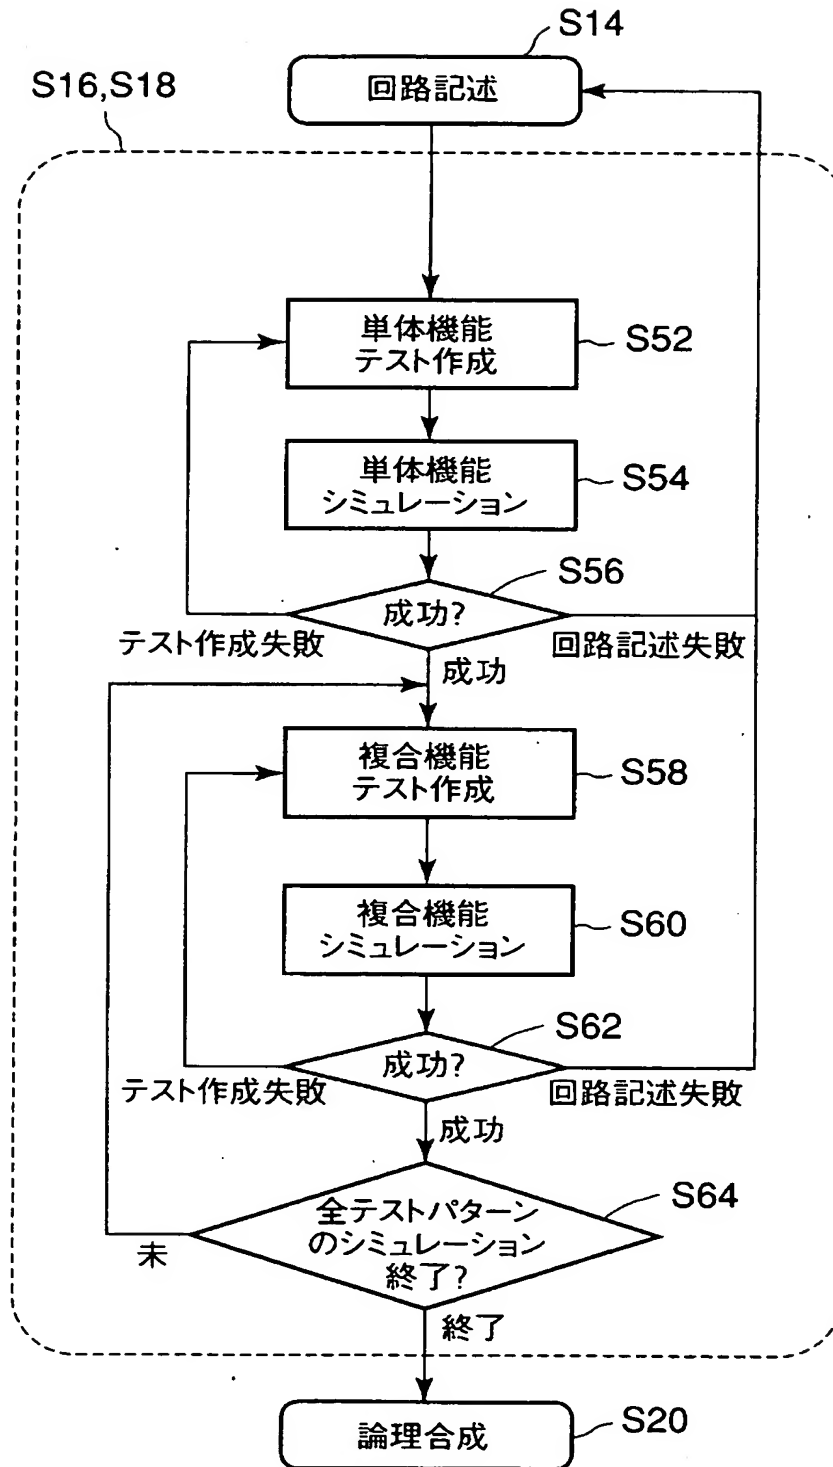 S14
回路記述
S16,S18
単体機能
テスト作成
S52
単体機能
シミュレーション
S54
S56
成功?
テスト作成失敗
回路記述失敗
成功
複合機能
テスト作成
S58
複合機能
シミュレーション
S60
S62
成功?
テスト作成失敗
回路記述失敗
成功
S64
全テストパターン
のシミュレーション
終了?
未
終了
S20
論理合成